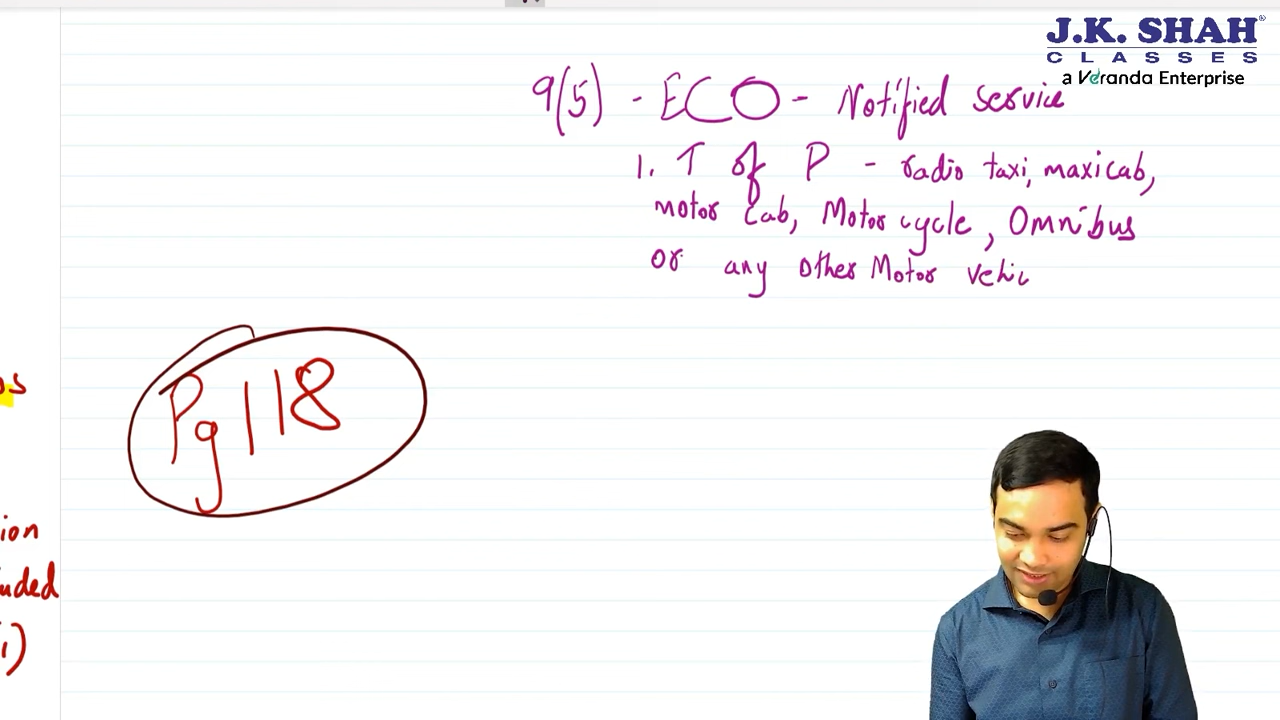 J.K. SHAH®
CLASSES
a Veranda Enterprise
9(5) - ECO - Notified service
1. T of P - radio taxi, maxicab,
motor cab, Motor cycle, Omnibus
or any other Motor vehi
Pg 118
os
ion
uded
i)